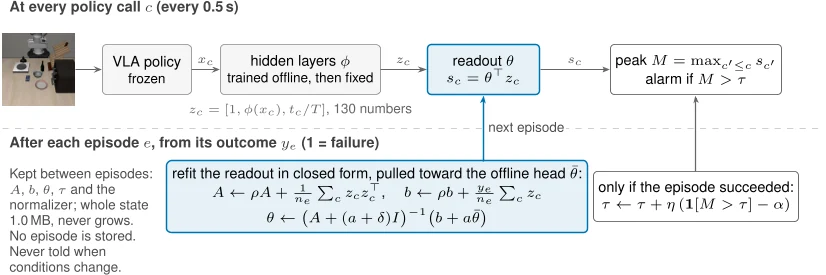 At every policy call c (every 0.5 s)
VLA policy
frozen
x_c
hidden layers ϕ
trained offline, then fixed
z_c
readout θ
s_c = θ^⊤ z_c
s_c
peak M = max_{c′≤c} s_{c′}
alarm if M > τ
z_c = [1, ϕ(x_c), t_c/T], 130 numbers
next episode
After each episode e, from its outcome y_e (1 = failure)
Kept between episodes:
A, b, θ, τ and the
normalizer; whole state
1.0 MB, never grows.
No episode is stored.
Never told when
conditions change.
refit the readout in closed form, pulled toward the offline head θ̄:
A ← ρA + 1/n_e ∑_c z_c z_c^⊤, b ← ρb + y_e/n_e ∑_c z_c
θ ← (A + (a + δ)I)^{−1}(b + aθ̄)
only if the episode succeeded:
τ ← τ + η (1[M > τ] − α)